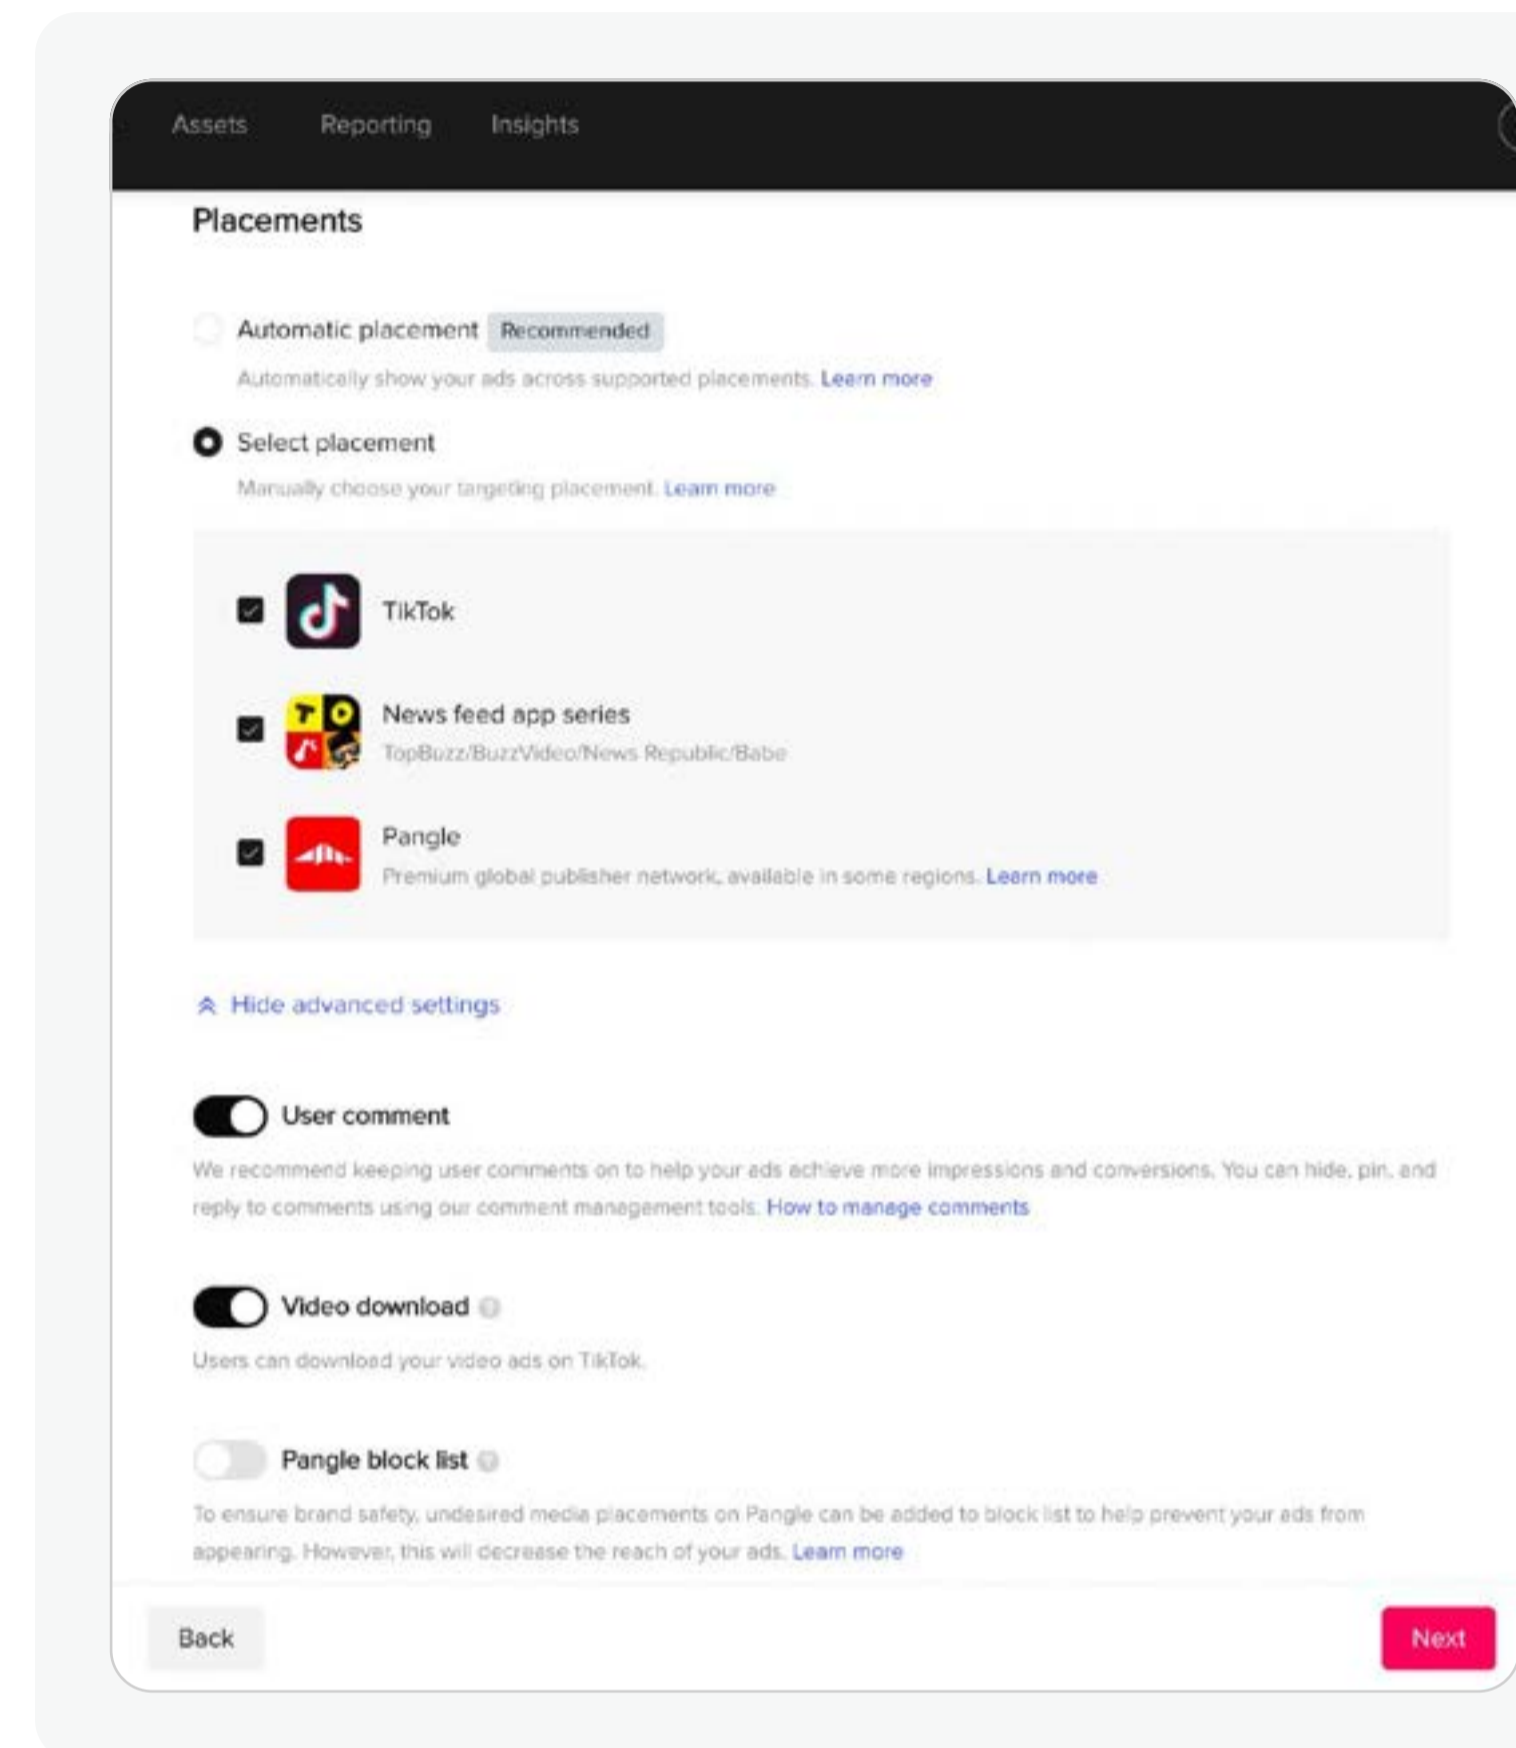 Assets Reporting Insights
Placements
Automatic placement Recommended
Automatically show your ads across supported placements. Learn more
Select placement
Manually choose your targeting placement. Learn more
TikTok
News feed app series
TopBuzz/BuzzVideo/News Republic/Babe
Pangle
Premium global publisher network, available in some regions. Learn more
Hide advanced settings
User comment
We recommend keeping user comments on to help your ads achieve more impressions and conversions. You can hide, pin, and
reply to comments using our comment management tools. How to manage comments
Video download
Users can download your video ads on TikTok.
Pangle block list
To ensure brand safety, undesired media placements on Pangle can be added to block list to help prevent your ads from
appearing. However, this will decrease the reach of your ads. Learn more
Back Next